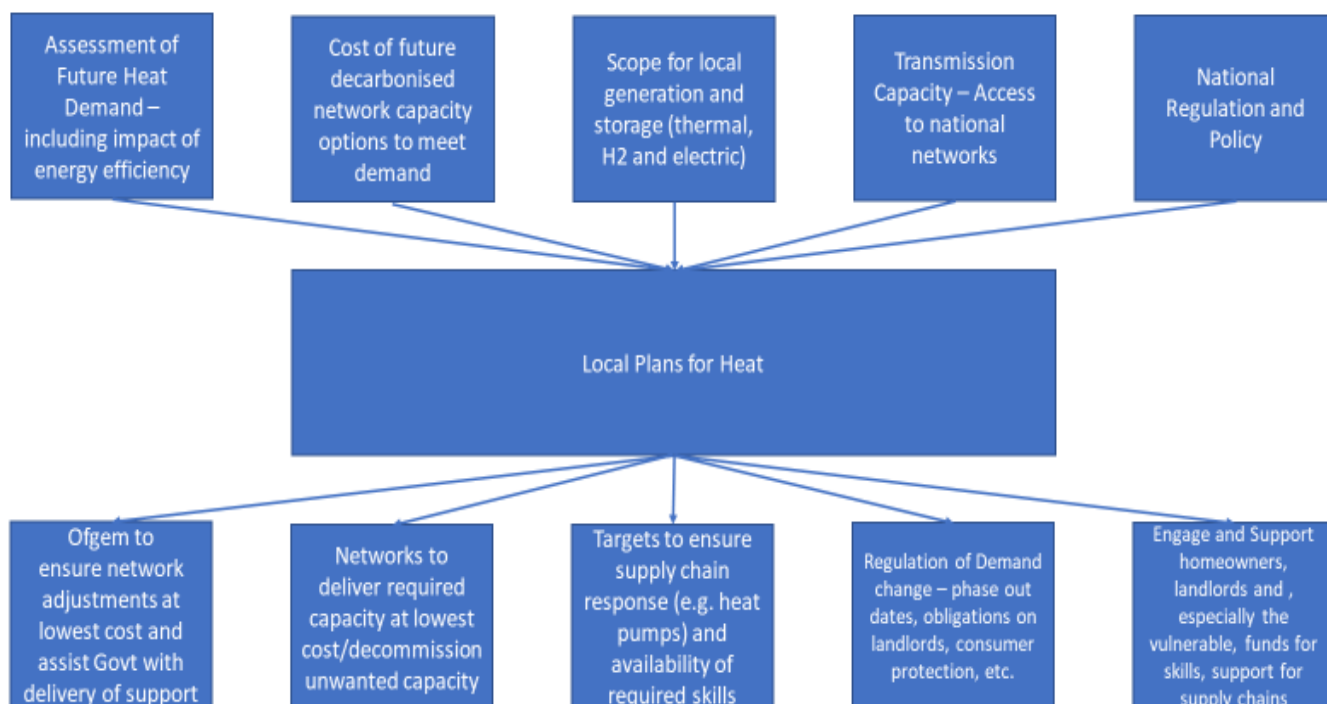 Assessment of
Future Heat
Demand –
including impact of
energy efficiency
Cost of future
decarbonised
network capacity
options to meet
demand
Scope for local
generation and
storage (thermal,
H2 and electric)
Transmission
Capacity – Access
to national
networks
National
Regulation and
Policy
Local Plans for Heat
Ofgem to
ensure network
adjustments at
lowest cost and
assist Govt with
delivery of support
Networks to
deliver required
capacity at lowest
cost/decommission
unwanted capacity
Targets to ensure
supply chain
response (e.g. heat
pumps) and
availability of
required skills
Regulation of Demand
change – phase out
dates, obligations on
landlords, consumer
protection, etc.
Engage and Support
homeowners,
landlords and ,
especially the
vulnerable, funds for
skills, support for
supply chains